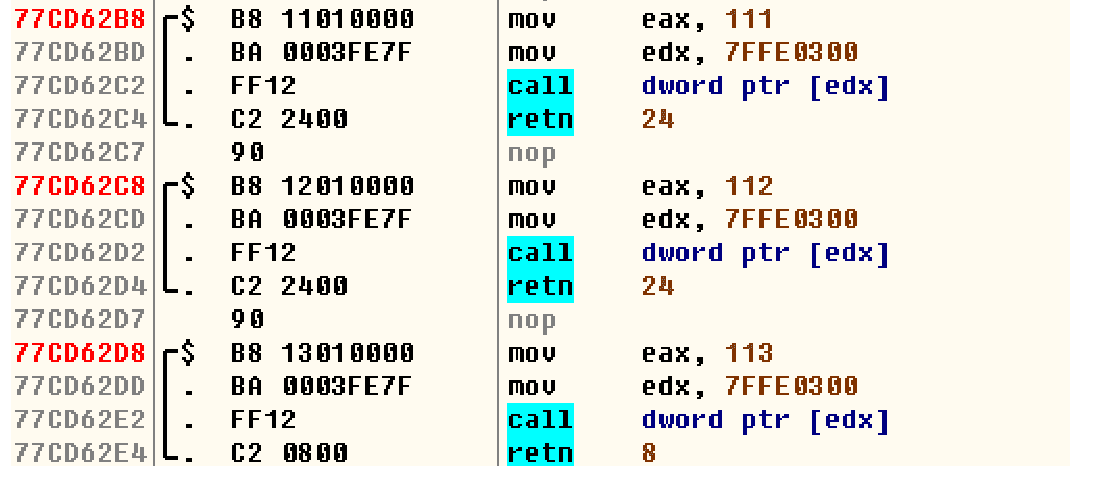 77CD62B8 $ B8 11010000 mov eax, 111
77CD62BD . BA 0003FE7F mov edx, 7FFE0300
77CD62C2 . FF12 call dword ptr [edx]
77CD62C4 . C2 2400 retn 24
77CD62C7 90 nop
77CD62C8 $ B8 12010000 mov eax, 112
77CD62CD . BA 0003FE7F mov edx, 7FFE0300
77CD62D2 . FF12 call dword ptr [edx]
77CD62D4 . C2 2400 retn 24
77CD62D7 90 nop
77CD62D8 $ B8 13010000 mov eax, 113
77CD62DD . BA 0003FE7F mov edx, 7FFE0300
77CD62E2 . FF12 call dword ptr [edx]
77CD62E4 . C2 0800 retn 8